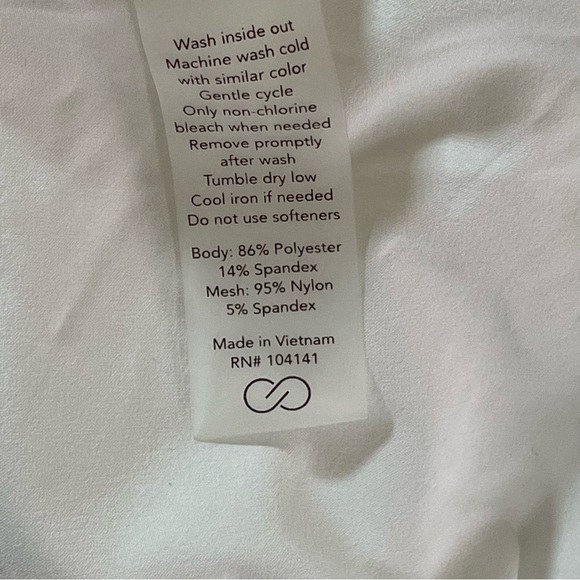 Wash inside out
Machine wash cold
with similar color
Gentle cycle
Only non-chlorine
bleach when needed
Remove promptly
after wash
Tumble dry low
Cool iron if needed
Do not use softeners
Body: 86% Polyester
14% Spandex
Mesh: 95% Nylon
5% Spandex
Made in Vietnam
RN# 104141